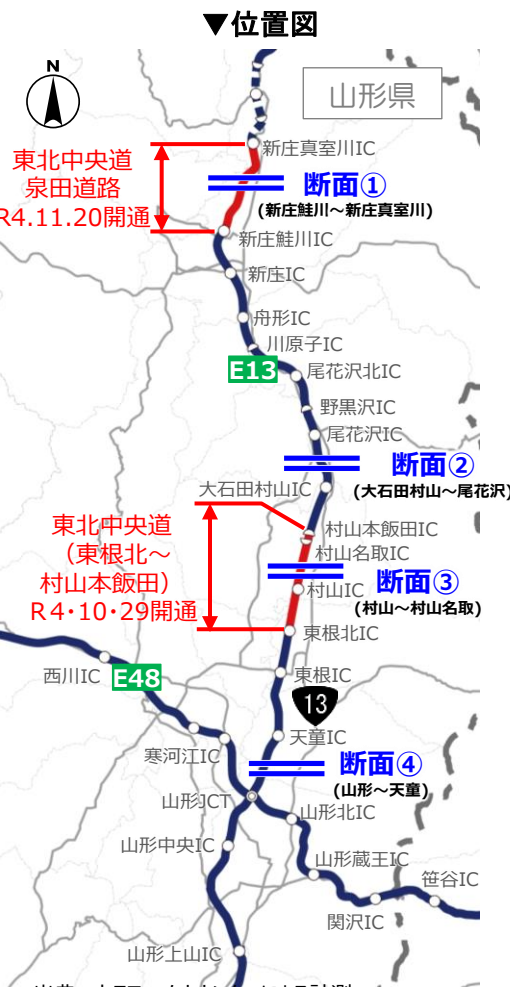 ▼位置図
N
山形県
新庄真室川IC
東北中央道
泉田道路
R4.11.20開通
断面①
(新庄鮭川～新庄真室川)
新庄鮭川IC
新庄IC
舟形IC
川原子IC
E13
尾花沢北IC
野黒沢IC
尾花沢IC
断面②
(大石田村山～尾花沢)
大石田村山IC
東北中央道
（東根北～
村山本飯田）
R4・10・29開通
村山本飯田IC
村山名取IC
断面③
(村山～村山名取)
村山IC
東根北IC
東根IC
西川IC
E48
13
天童IC
寒河江IC
断面④
(山形～天童)
山形JCT
山形北IC
山形中央IC
山形蔵王IC
笹谷IC
関沢IC
山形上山IC